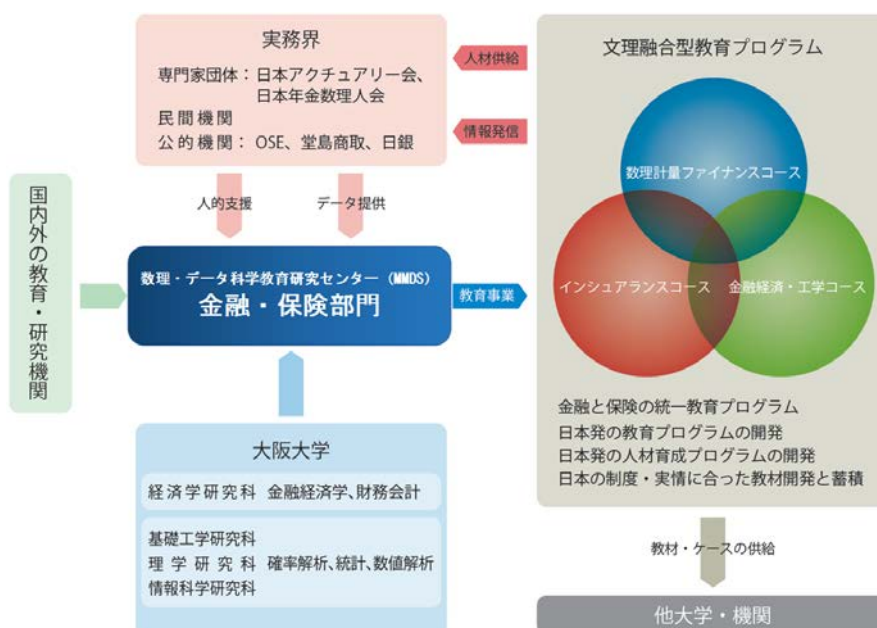 実務界
専門家団体：日本アクチュアリー会、
日本年金数理人会
民間機関
公的機関：OSE、堂島商取、日銀
人材供給
情報発信
人的支援
データ提供
国内外の教育・研究機関
数理・データ科学教育研究センター（MMDS）
金融・保険部門
教育事業
大阪大学
経済学研究科 金融経済学、財務会計
基礎工学研究科
理学研究科 確率解析、統計、数値解析
情報科学研究科
文理融合型教育プログラム
数理計量ファイナンスコース
インシュアランスコース
金融経済・工学コース
金融と保険の統一教育プログラム
日本発の教育プログラムの開発
日本発の人材育成プログラムの開発
日本の制度・実情に合った教材開発と蓄積
教材・ケースの供給
他大学・機関